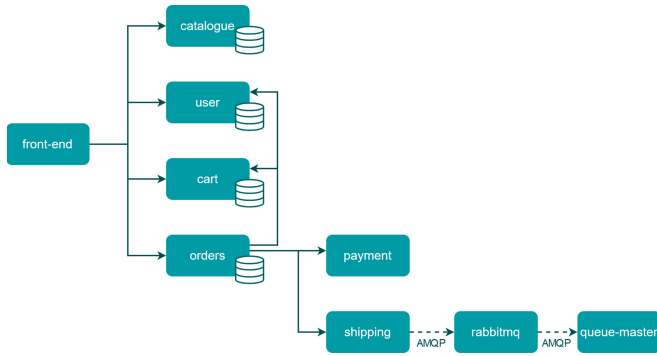 catalogue
user
front-end
cart
orders
payment
shipping
AMQP
rabbitmq
AMQP
queue-master